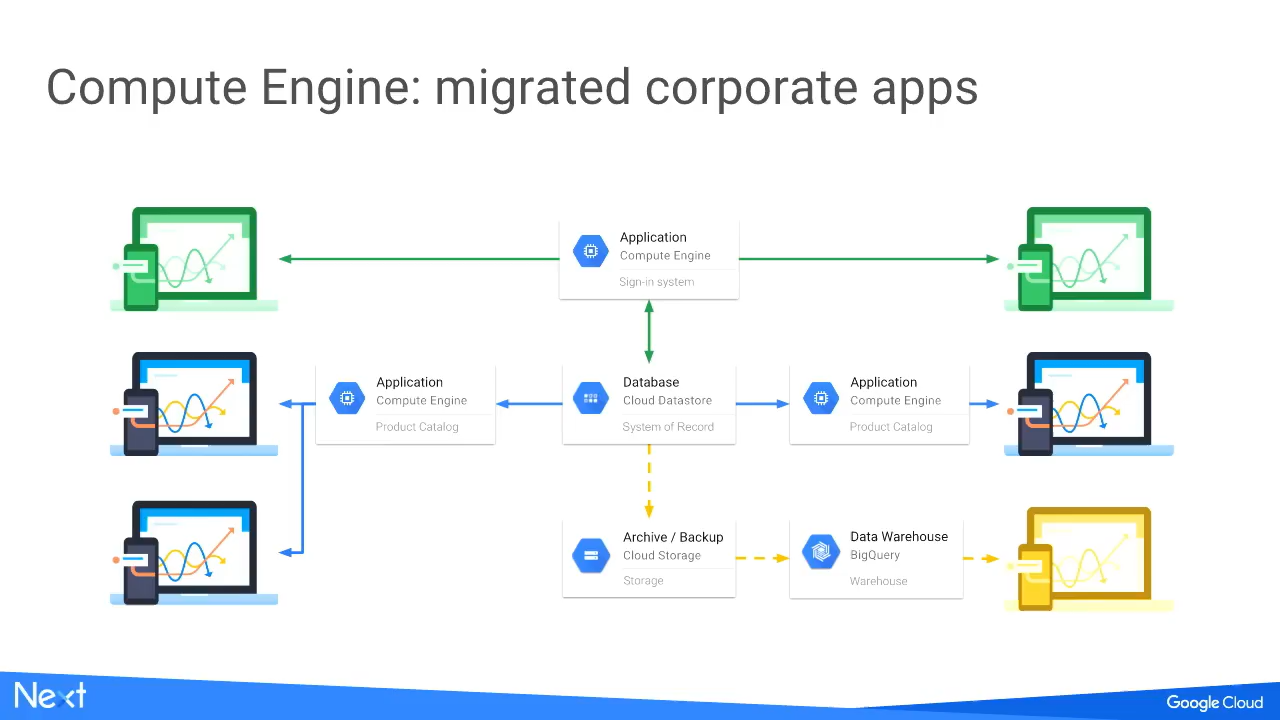 Compute Engine: migrated corporate apps
Application
Compute Engine
Sign-in system
Application
Compute Engine
Product Catalog
Database
Cloud Datastore
System of Record
Application
Compute Engine
Product Catalog
Archive / Backup
Cloud Storage
Storage
Data Warehouse
BigQuery
Warehouse
Next
Google Cloud